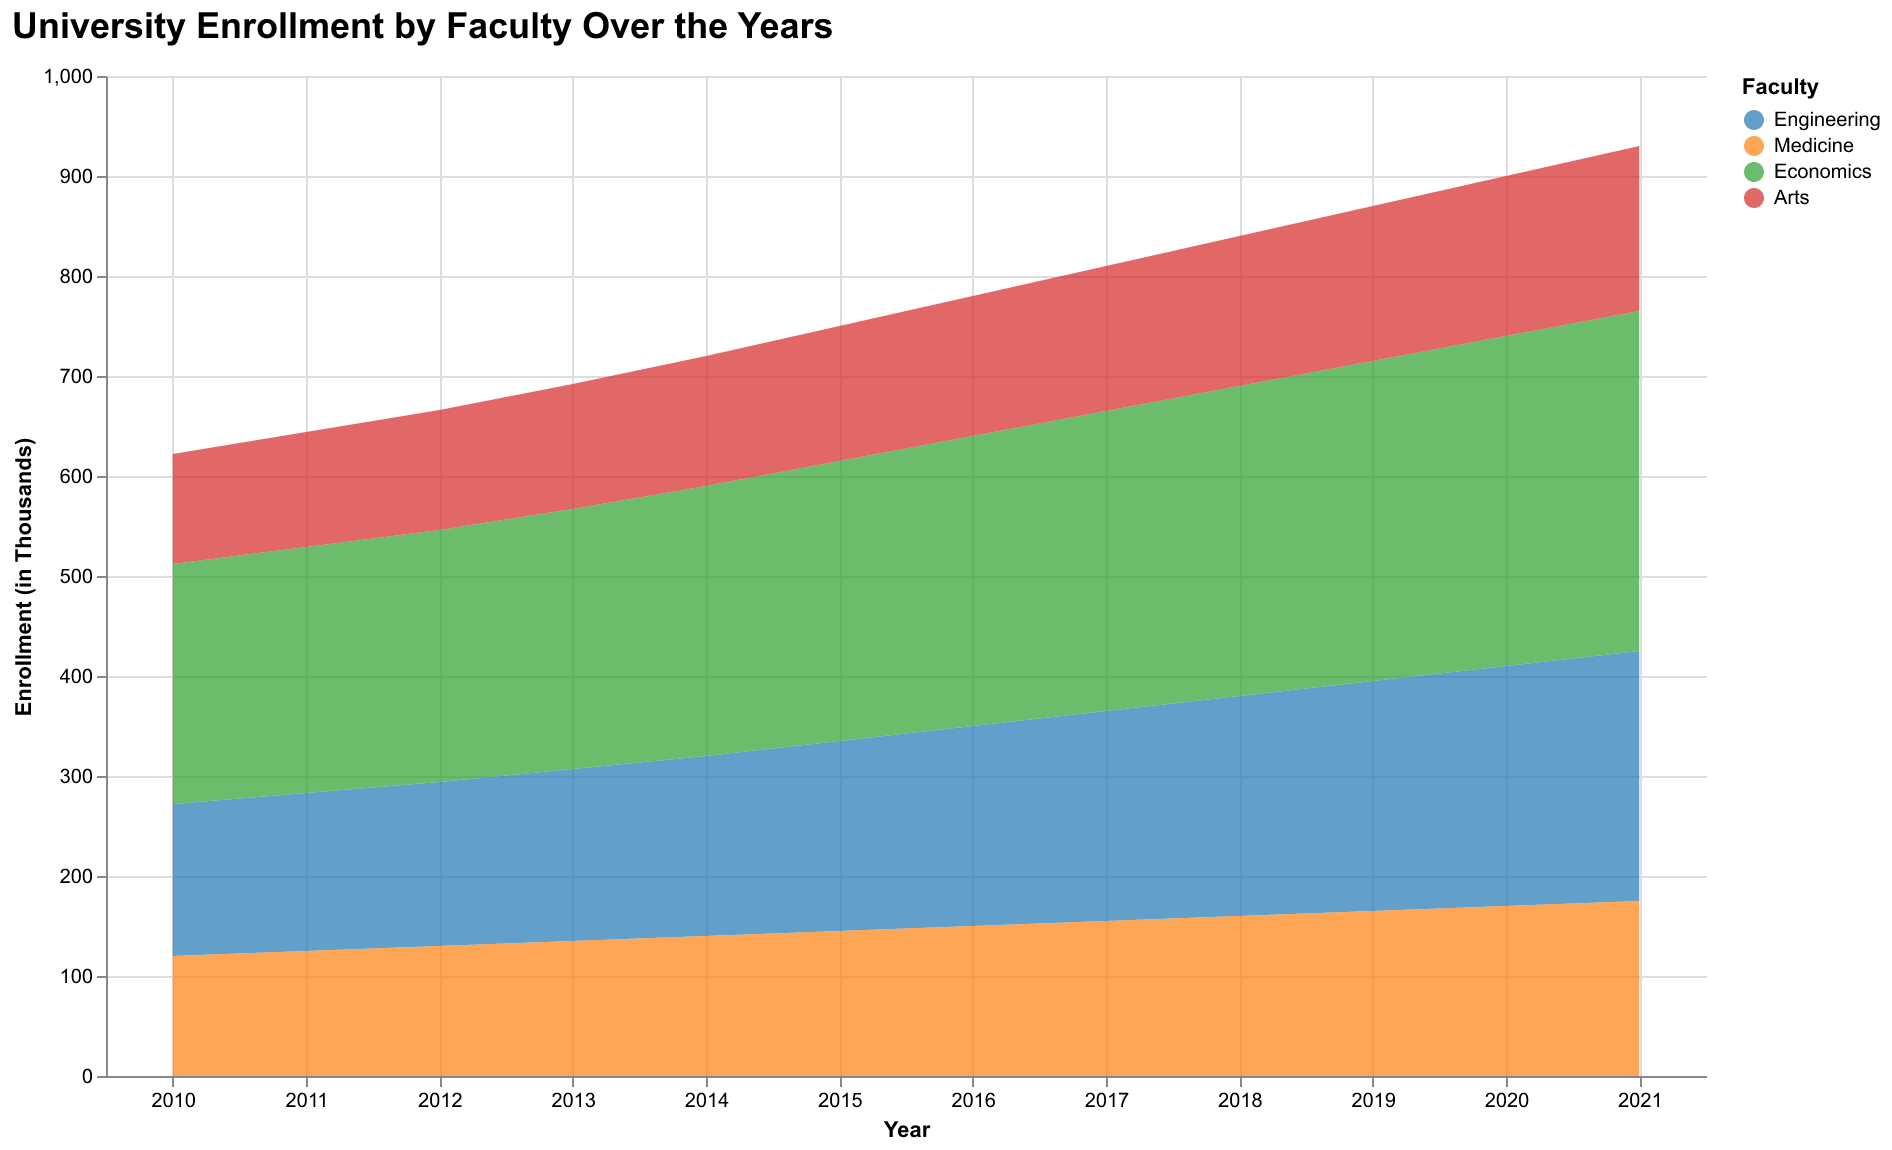 University Enrollment by Faculty Over the Years
Enrollment (in Thousands)
1,000
900
800
700
600
500
400
300
200
100
0
2010 2011 2012 2013 2014 2015 2016 2017 2018 2019 2020 2021
Year
Faculty
Engineering
Medicine
Economics
Arts